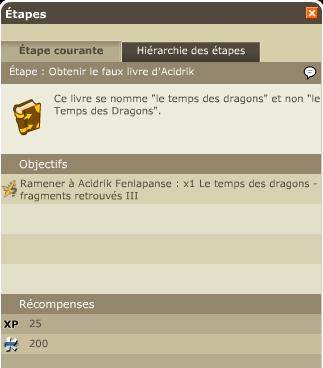 Étapes
Étape courante
Hiérarchie des étapes
Étape : Obtenir le faux livre d'Acidrik
Ce livre se nomme "le temps des dragons" et non "le
Temps des Dragons".
Objectifs
Ramener à Acidrik Fenlapanse : x1 Le temps des dragons -
fragments retrouvés III
Récompenses
XP 25
200